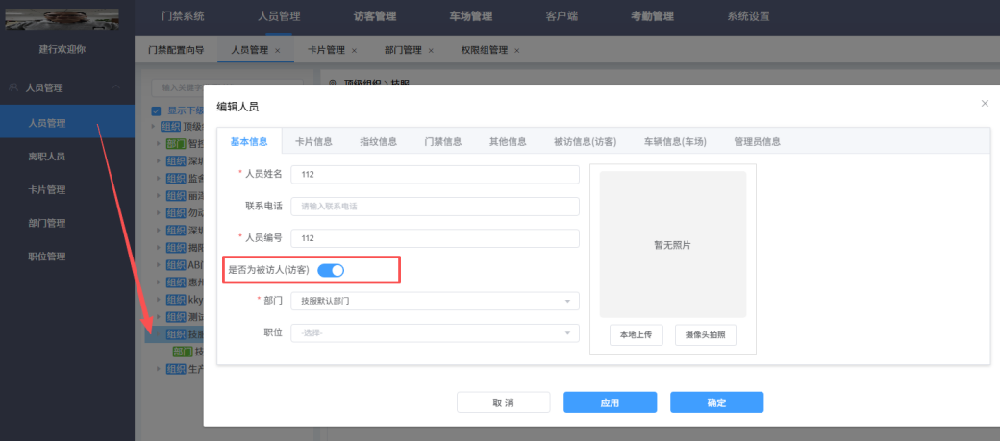 门禁系统 人员管理 访客管理 车场管理 客户端 考勤管理 系统设置
建行欢迎你
门禁配置向导 人员管理 × 卡片管理 × 部门管理 × 权限组管理 ×
人员管理
人员管理
离职人员
卡片管理
部门管理
职位管理
输入关键字
显示下级
组织 顶级
部门 智控
组织 深圳
组织
组织
组织 勿动
组织 深圳
组织 揭阳
组织 AB
组织 惠州
组织 kky
组织 测试
组织 技服
部门 技
组织 生产
顶级组织 > 技服
编辑人员 ×
基本信息 卡片信息 指纹信息 门禁信息 其他信息 被访信息(访客) 车辆信息(车场) 管理员信息
* 人员姓名 112
联系电话 请输入联系电话
* 人员编号 112
是否为被访人(访客)
* 部门 技服默认部门
职位 -选择-
暂无照片
本地上传 摄像头拍照
取 消 应用 确定